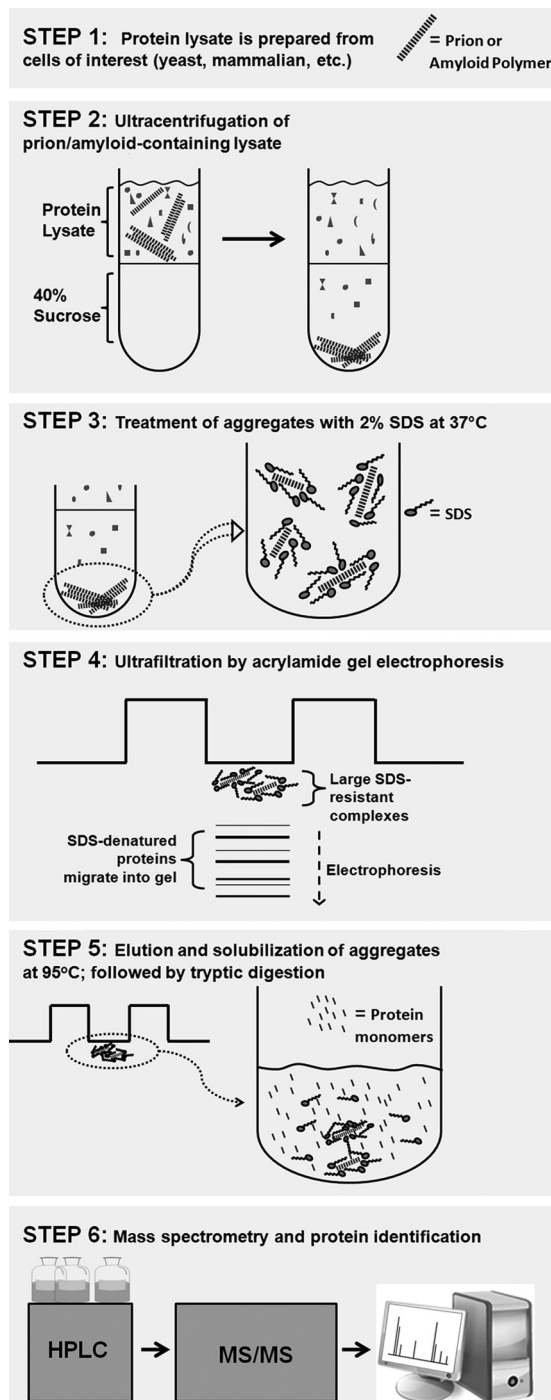 STEP 1: Protein lysate is prepared from
cells of interest (yeast, mammalian, etc.)
= Prion or
Amyloid Polymer
STEP 2: Ultracentrifugation of
prion/amyloid-containing lysate
Protein
Lysate
40%
Sucrose
STEP 3: Treatment of aggregates with 2% SDS at 37°C
= SDS
STEP 4: Ultrafiltration by acrylamide gel electrophoresis
Large SDS-
resistant
complexes
SDS-denatured
proteins
migrate into gel
Electrophoresis
STEP 5: Elution and solubilization of aggregates
at 95°C; followed by tryptic digestion
= Protein
monomers
STEP 6: Mass spectrometry and protein identification
HPLC
MS/MS